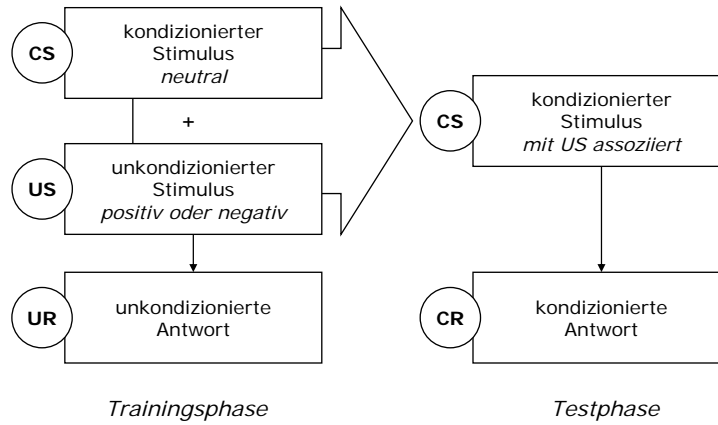 CS
kondizionierter
Stimulus
neutral
+
US
unkondizionierter
Stimulus
positiv oder negativ
UR
unkondizionierte
Antwort
Trainingsphase
CS
kondizionierter
Stimulus
mit US assoziiert
CR
kondizionierte
Antwort
Testphase